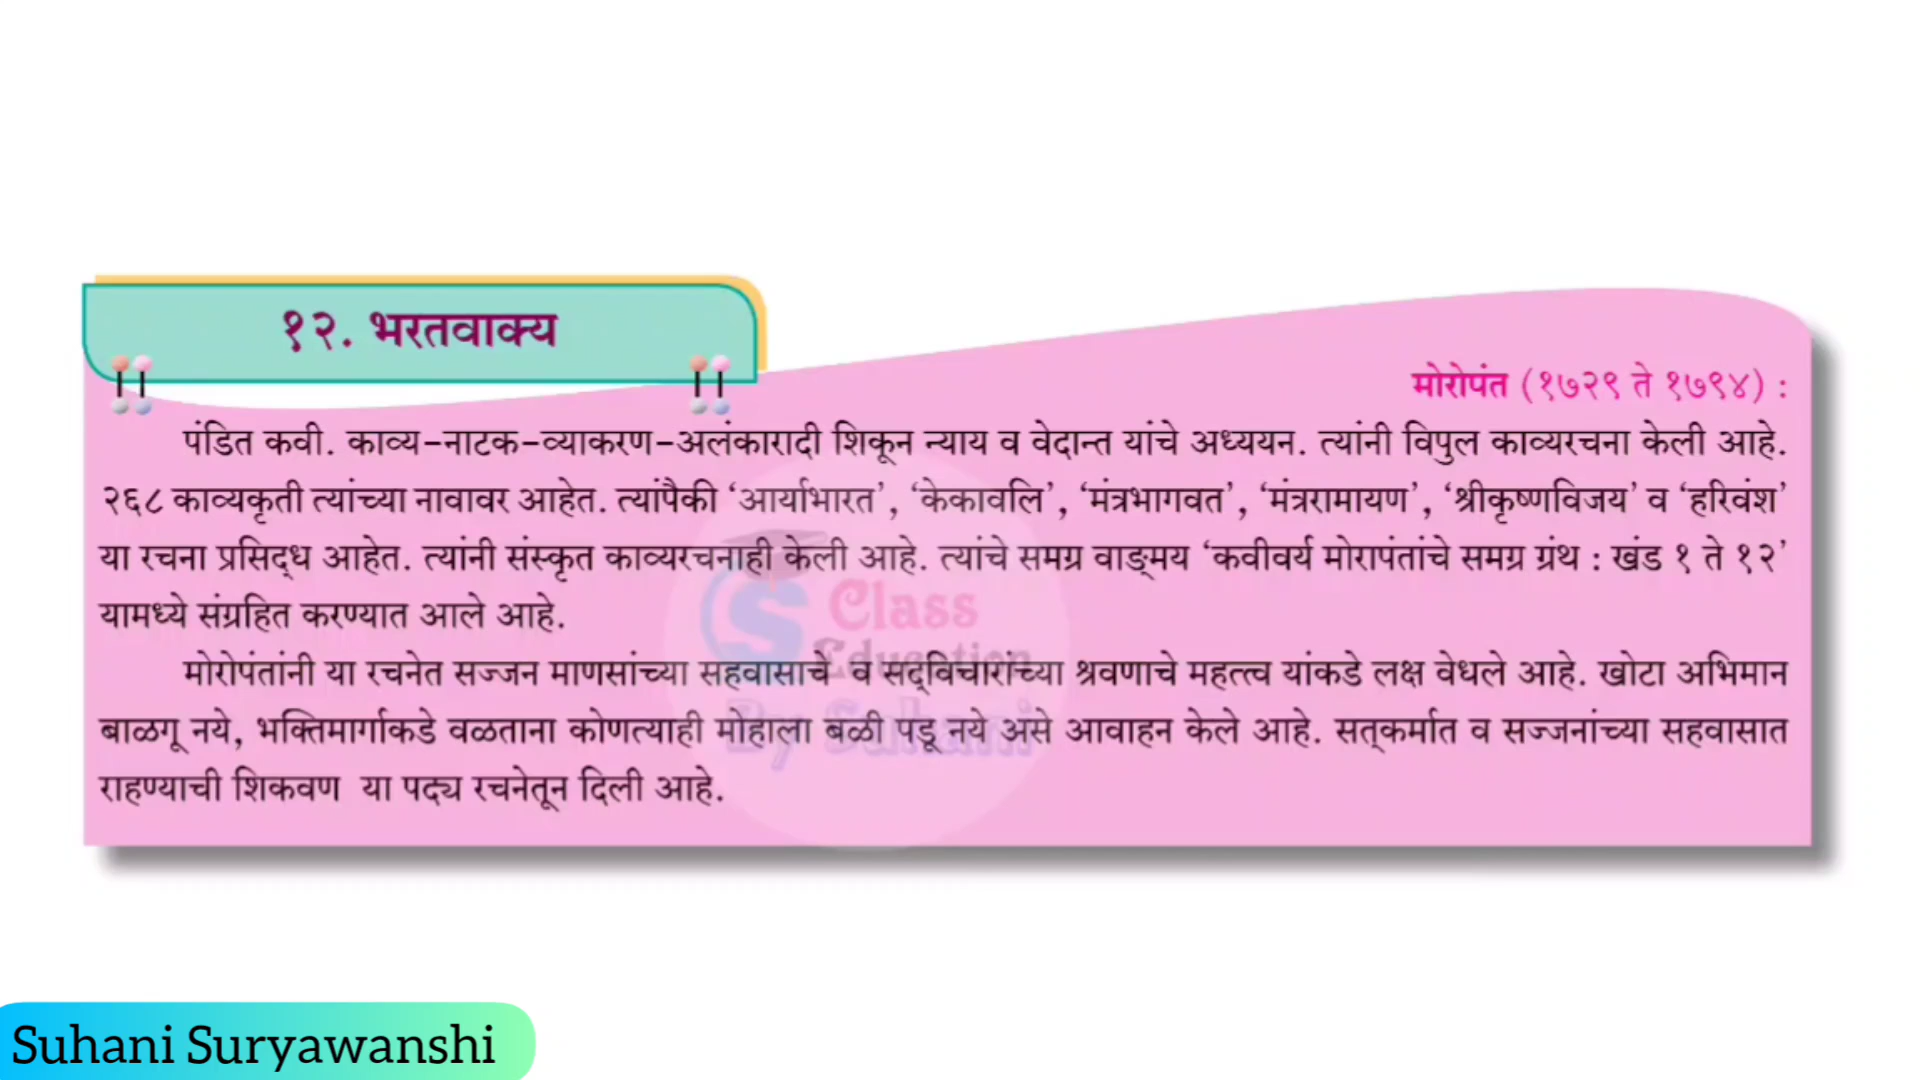 १२. भरतवाक्य
मोरोपंत (१७२९ ते १७९४) :
पंडित कवी. काव्य-नाटक-व्याकरण-अलंकारादी शिकून न्याय व वेदान्त यांचे अध्ययन. त्यांनी विपुल काव्यरचना केली आहे.
२६८ काव्यकृती त्यांच्या नावावर आहेत. त्यांपैकी ‘आर्याभारत’, ‘केकावलि’, ‘मंत्रभागवत’, ‘मंत्ररामायण’, ‘श्रीकृष्णविजय’ व ‘हरिवंश’
या रचना प्रसिद्ध आहेत. त्यांनी संस्कृत काव्यरचनाही केली आहे. त्यांचे समग्र वाङ्मय ‘कवीवर्य मोरापंतांचे समग्र ग्रंथ : खंड १ ते १२’
यामध्ये संग्रहित करण्यात आले आहे.
मोरोपंतांनी या रचनेत सज्जन माणसांच्या सहवासाचे व सद्‌विचारांच्या श्रवणाचे महत्त्व यांकडे लक्ष वेधले आहे. खोटा अभिमान
बाळगू नये, भक्तिमार्गाकडे वळताना कोणत्याही मोहाला बळी पडू नये असे आवाहन केले आहे. सत्कर्मात व सज्जनांच्या सहवासात
राहण्याची शिकवण या पद्य रचनेतून दिली आहे.
Class
Education
By Suhani
Suhani Suryawanshi